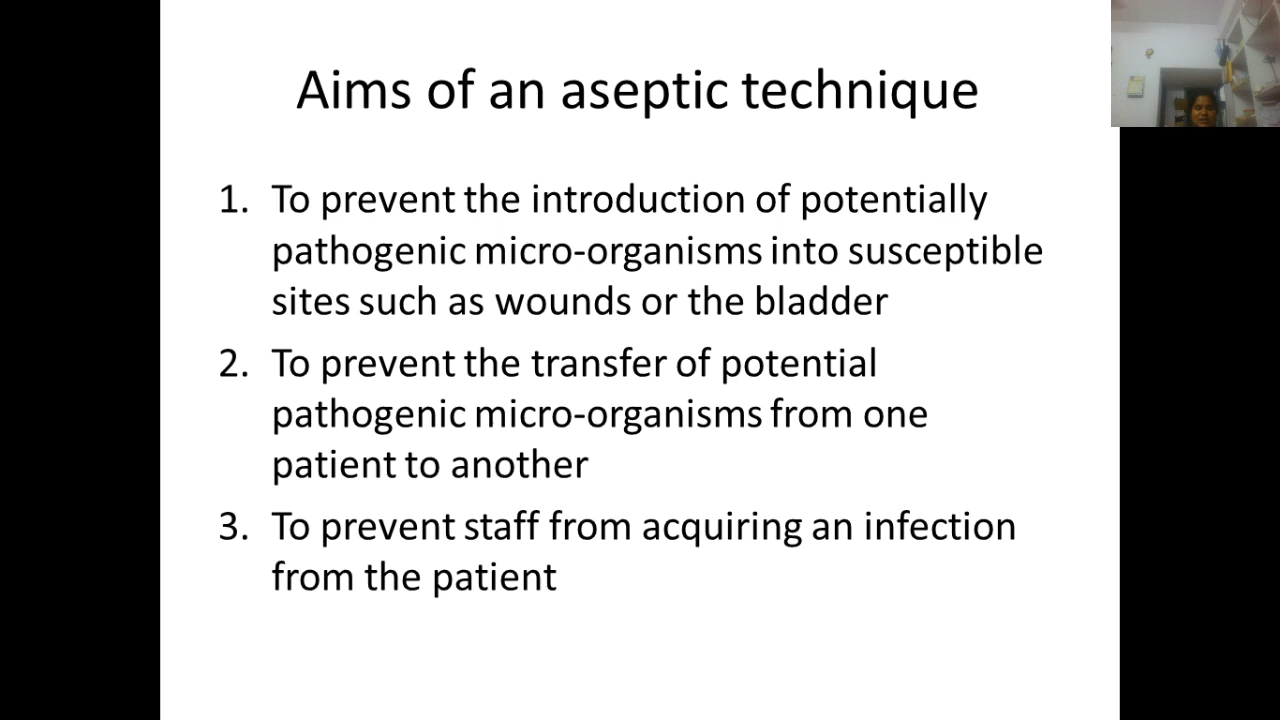 Aims of an aseptic technique
1. To prevent the introduction of potentially
pathogenic micro-organisms into susceptible
sites such as wounds or the bladder
2. To prevent the transfer of potential
pathogenic micro-organisms from one
patient to another
3. To prevent staff from acquiring an infection
from the patient